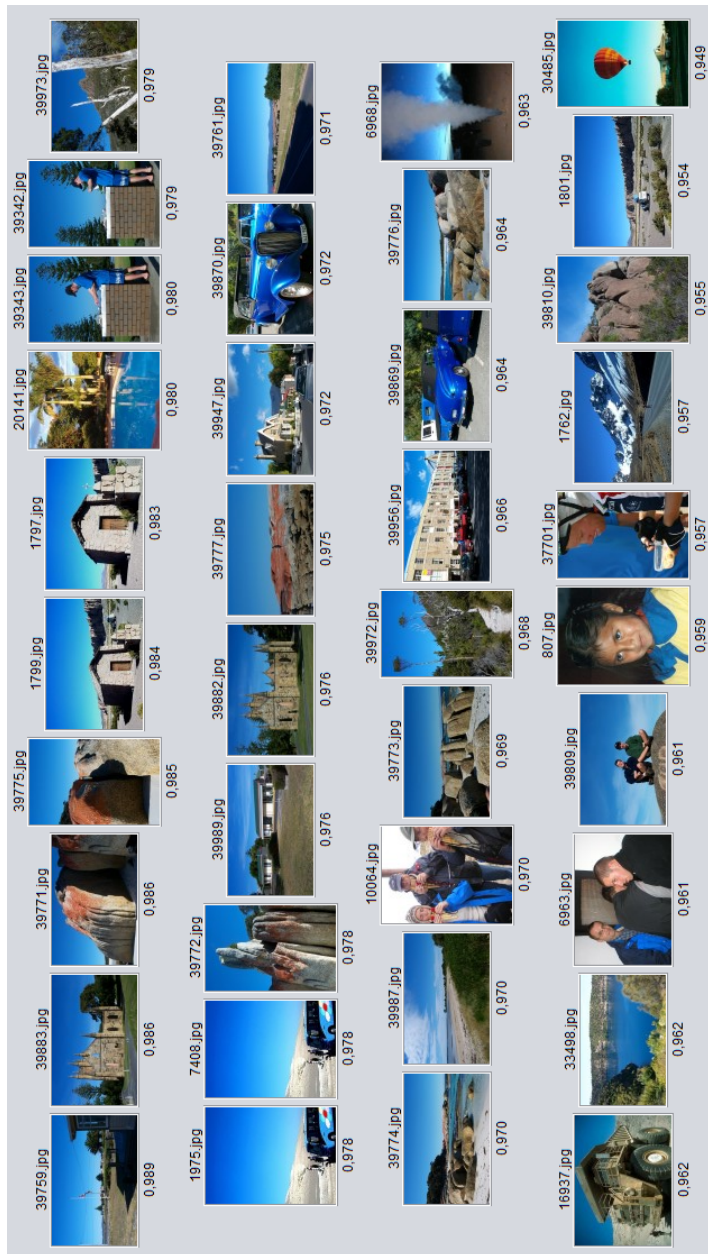 39759.jpg 39883.jpg 39771.jpg 39775.jpg 1799.jpg 1797.jpg 20141.jpg 39343.jpg 39342.jpg 39973.jpg
0,989 0,986 0,986 0,985 0,984 0,983 0,980 0,980 0,979 0,979
1975.jpg 7408.jpg 39772.jpg 39989.jpg 39882.jpg 39777.jpg 39947.jpg 39870.jpg 39761.jpg
0,978 0,978 0,978 0,976 0,976 0,975 0,972 0,972 0,971
39774.jpg 39987.jpg 10064.jpg 39773.jpg 39972.jpg 39956.jpg 39869.jpg 39776.jpg 6968.jpg
0,970 0,970 0,970 0,969 0,968 0,966 0,964 0,964 0,963
16937.jpg 33498.jpg 6963.jpg 39809.jpg 807.jpg 37701.jpg 1762.jpg 39810.jpg 1801.jpg 30485.jpg
0,962 0,962 0,961 0,961 0,959 0,957 0,957 0,955 0,954 0,949